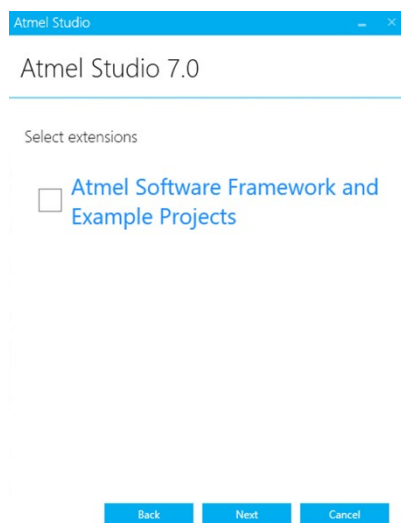 Atmel Studio
Atmel Studio 7.0
Select extensions
Atmel Software Framework and
Example Projects
Back Next Cancel